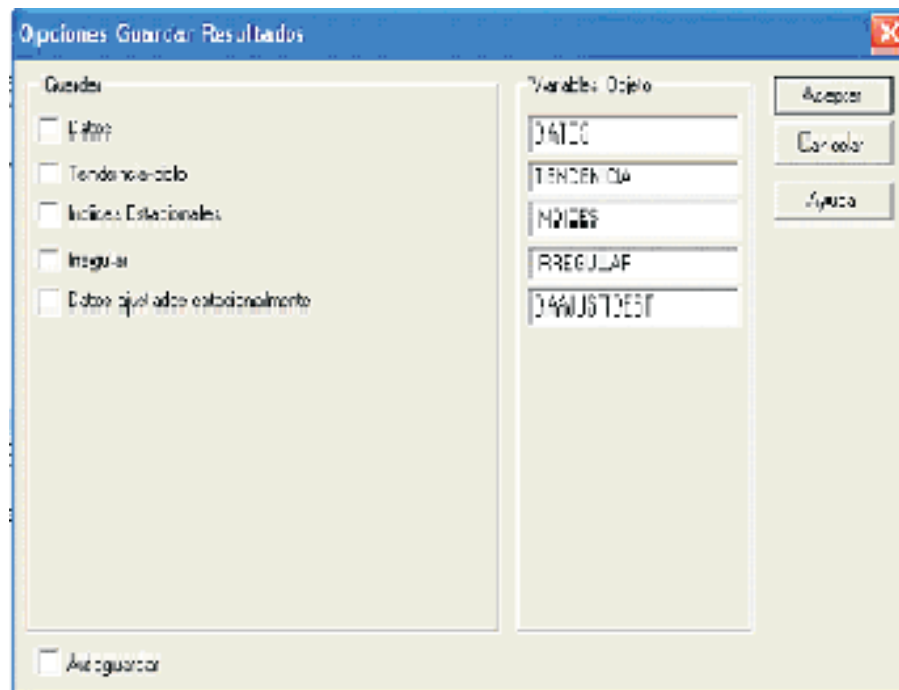 Opciones Guardar Resultados
Guardar
Datos
Tendencia-ciclo
Indices Estacionales
Irregular
Datos ajustados estacionalmente
Variables Objeto
DATOS
TENDENCIA
INDICES
IRREGULAR
Aceptar
Cancelar
Ayuda
Autoguardar